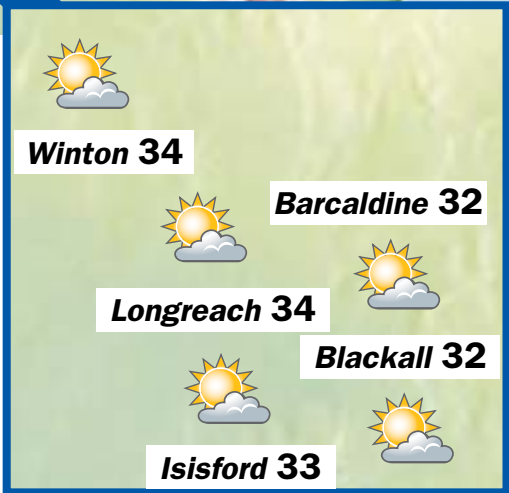 Winton 34
Barcaldine 32
Longreach 34
Blackall 32
Isisford 33